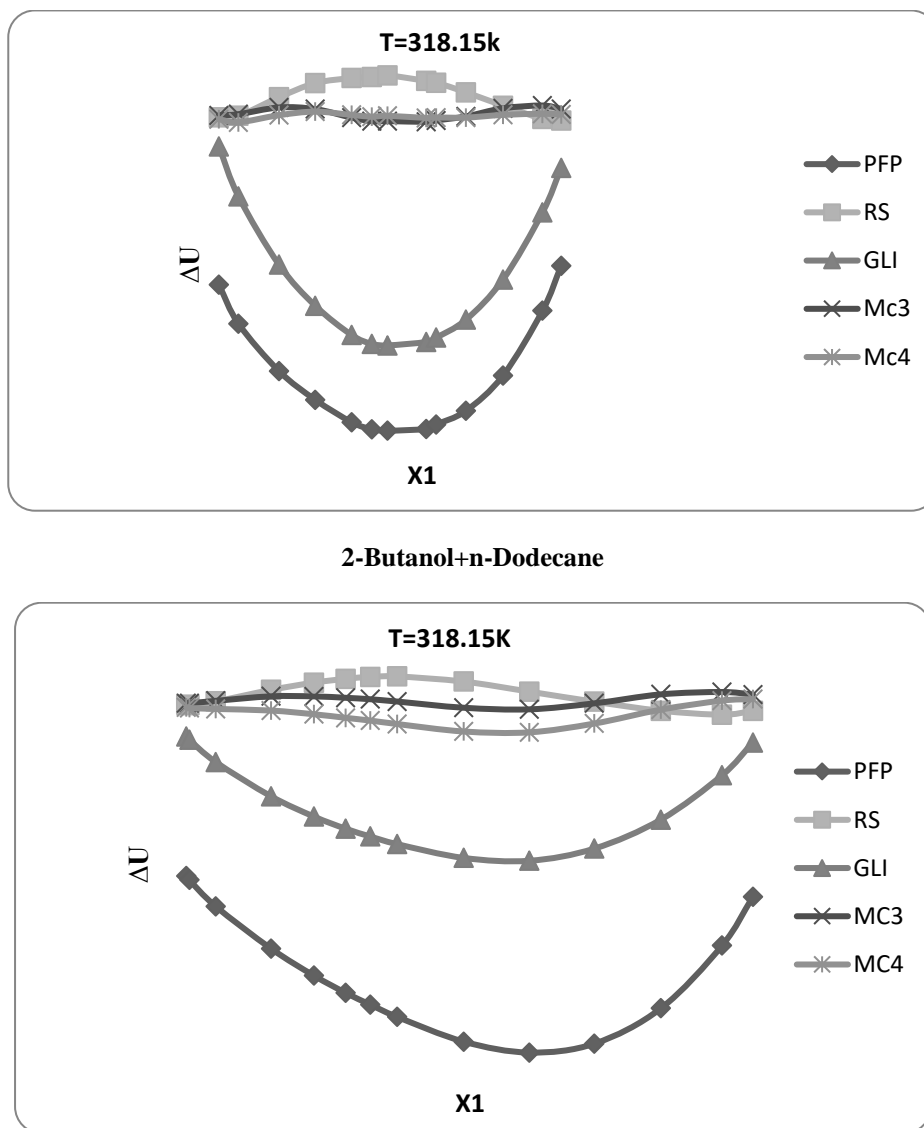 T=318.15k
ΔU
X1
PFP
RS
GLI
Mc3
Mc4
2-Butanol+n-Dodecane
T=318.15K
ΔU
X1
PFP
RS
GLI
MC3
MC4